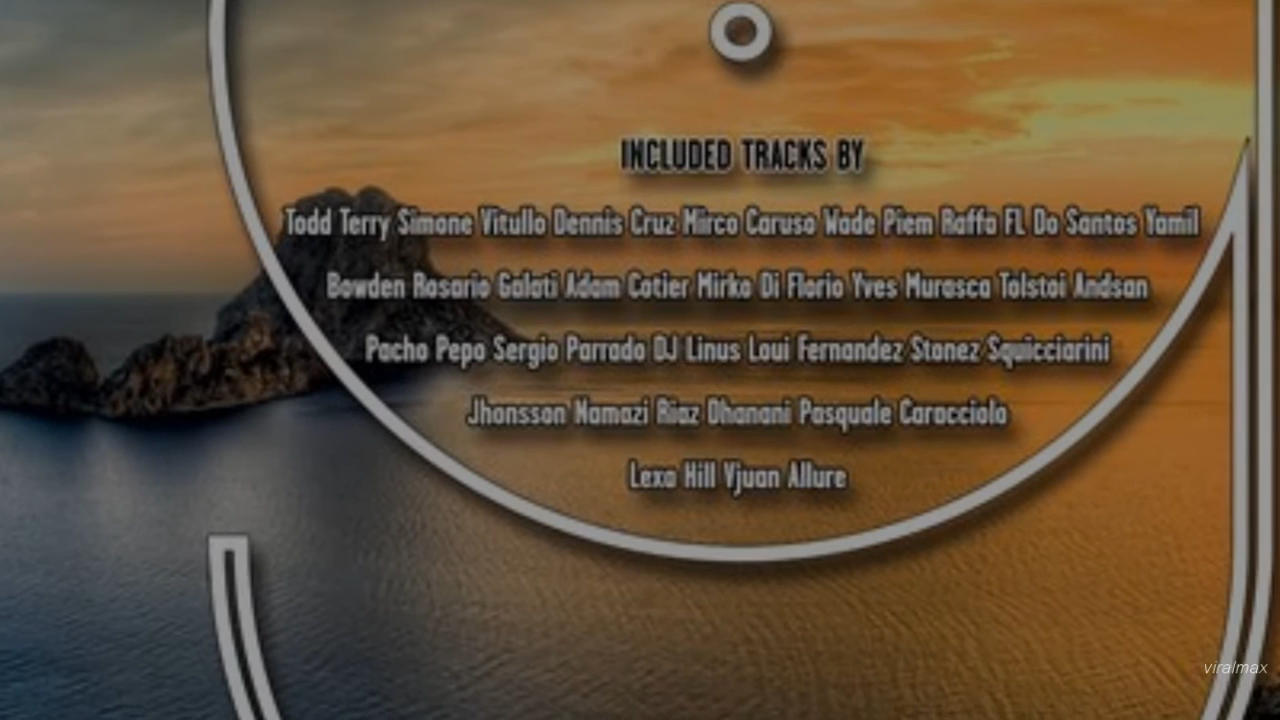 INCLUDED TRACKS BY
Todd Terry Simone Vitullo Dennis Cruz Mirco Caruso Wade Piem Raffa FL Do Santos Yamil
Bowden Rosario Galati Adam Cotier Mirko Di Florio Yves Murasca Tolstoi Andsan
Pacho Pepo Sergio Parrado DJ Linus Loui Fernandez Stonez Squicciarini
Jhonsson Namazi Riaz Dhanani Pasquale Caracciolo
Lexa Hill Vjuan Allure
viralmax